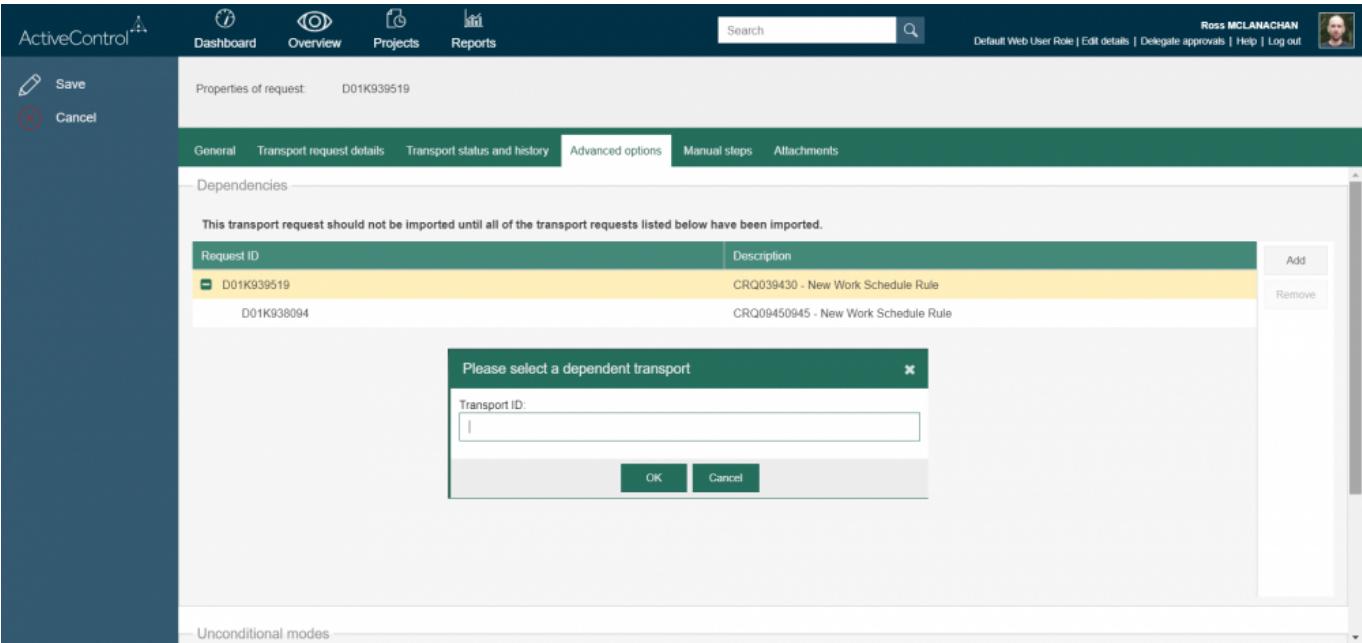 ActiveControl
Dashboard
Overview
Projects
Reports
Search
Ross MCLANACHAN
Default Web User Role | Edit details | Delegate approvals | Help | Log out
Save
Cancel
Properties of request: D01K939519
General
Transport request details
Transport status and history
Advanced options
Manual steps
Attachments
Dependencies
This transport request should not be imported until all of the transport requests listed below have been imported.
Request ID
Description
Add
D01K939519
CRQ039430 - New Work Schedule Rule
Remove
D01K938094
CRQ09450945 - New Work Schedule Rule
Please select a dependent transport
Transport ID:
OK
Cancel
Unconditional modes